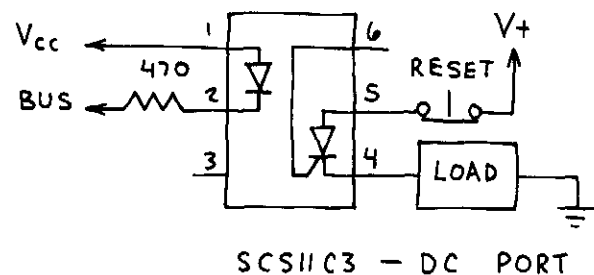 Vcc
1
6
V+
470
RESET
BUS
2
5
3
4
LOAD
SCS11C3 - DC PORT